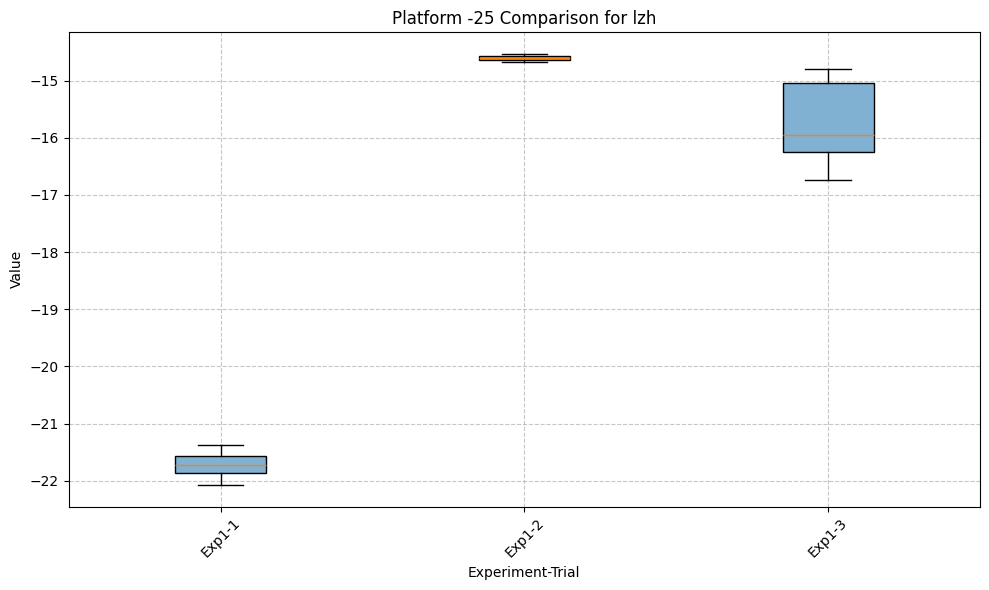 Platform -25 Comparison for lzh
Value
−15
−16
−17
−18
−19
−20
−21
−22
Exp1-1
Exp1-2
Exp1-3
Experiment-Trial